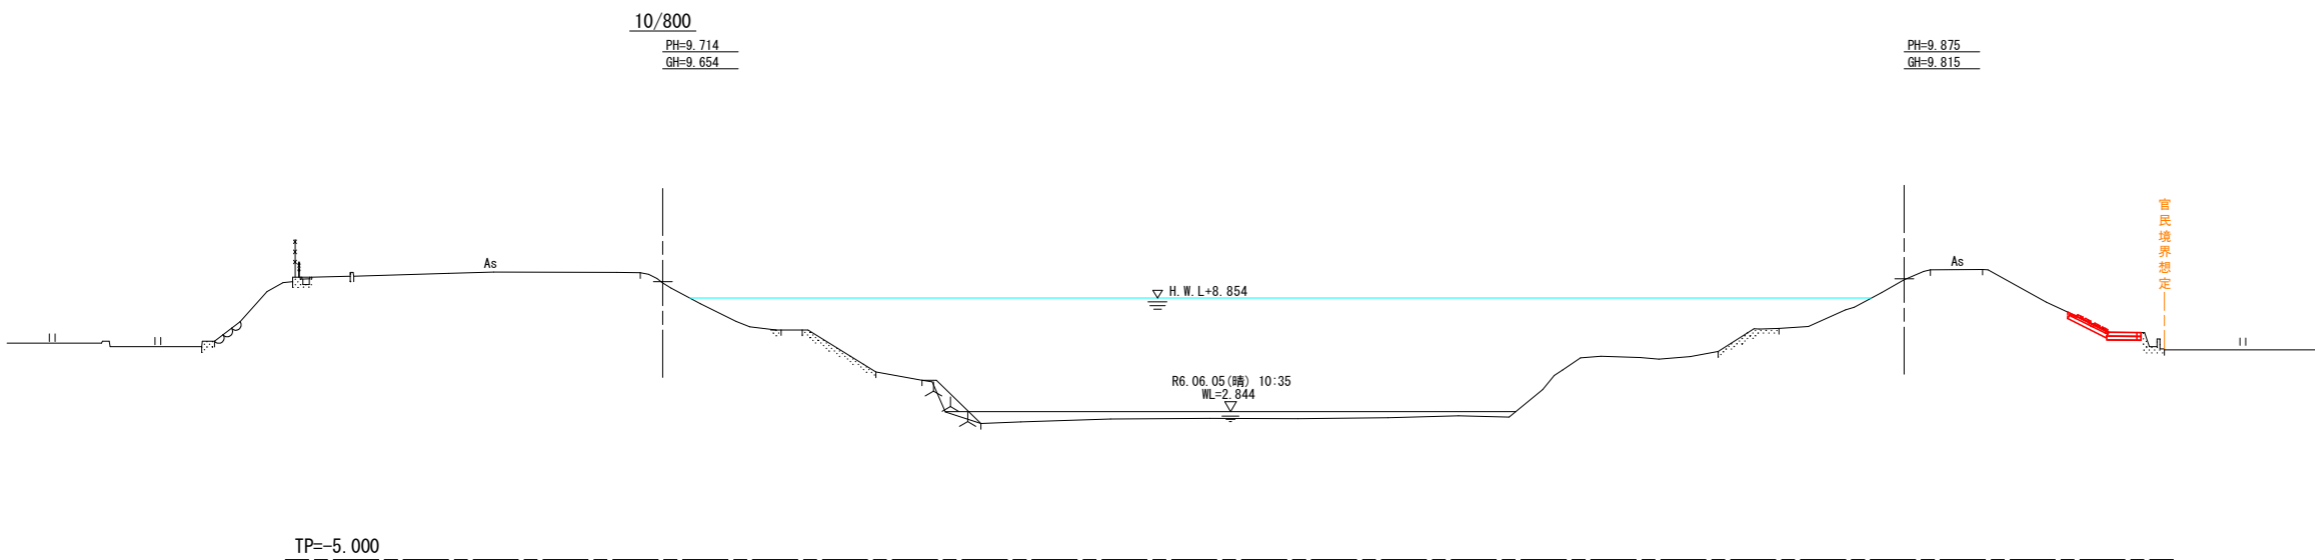 10/800
PH=9.714
GH=9.654
PH=9.875
GH=9.815
官民境界想定
As
As
H.W.L+8.854
R6.06.05(晴) 10:35
WL=2.844
TP=-5.000